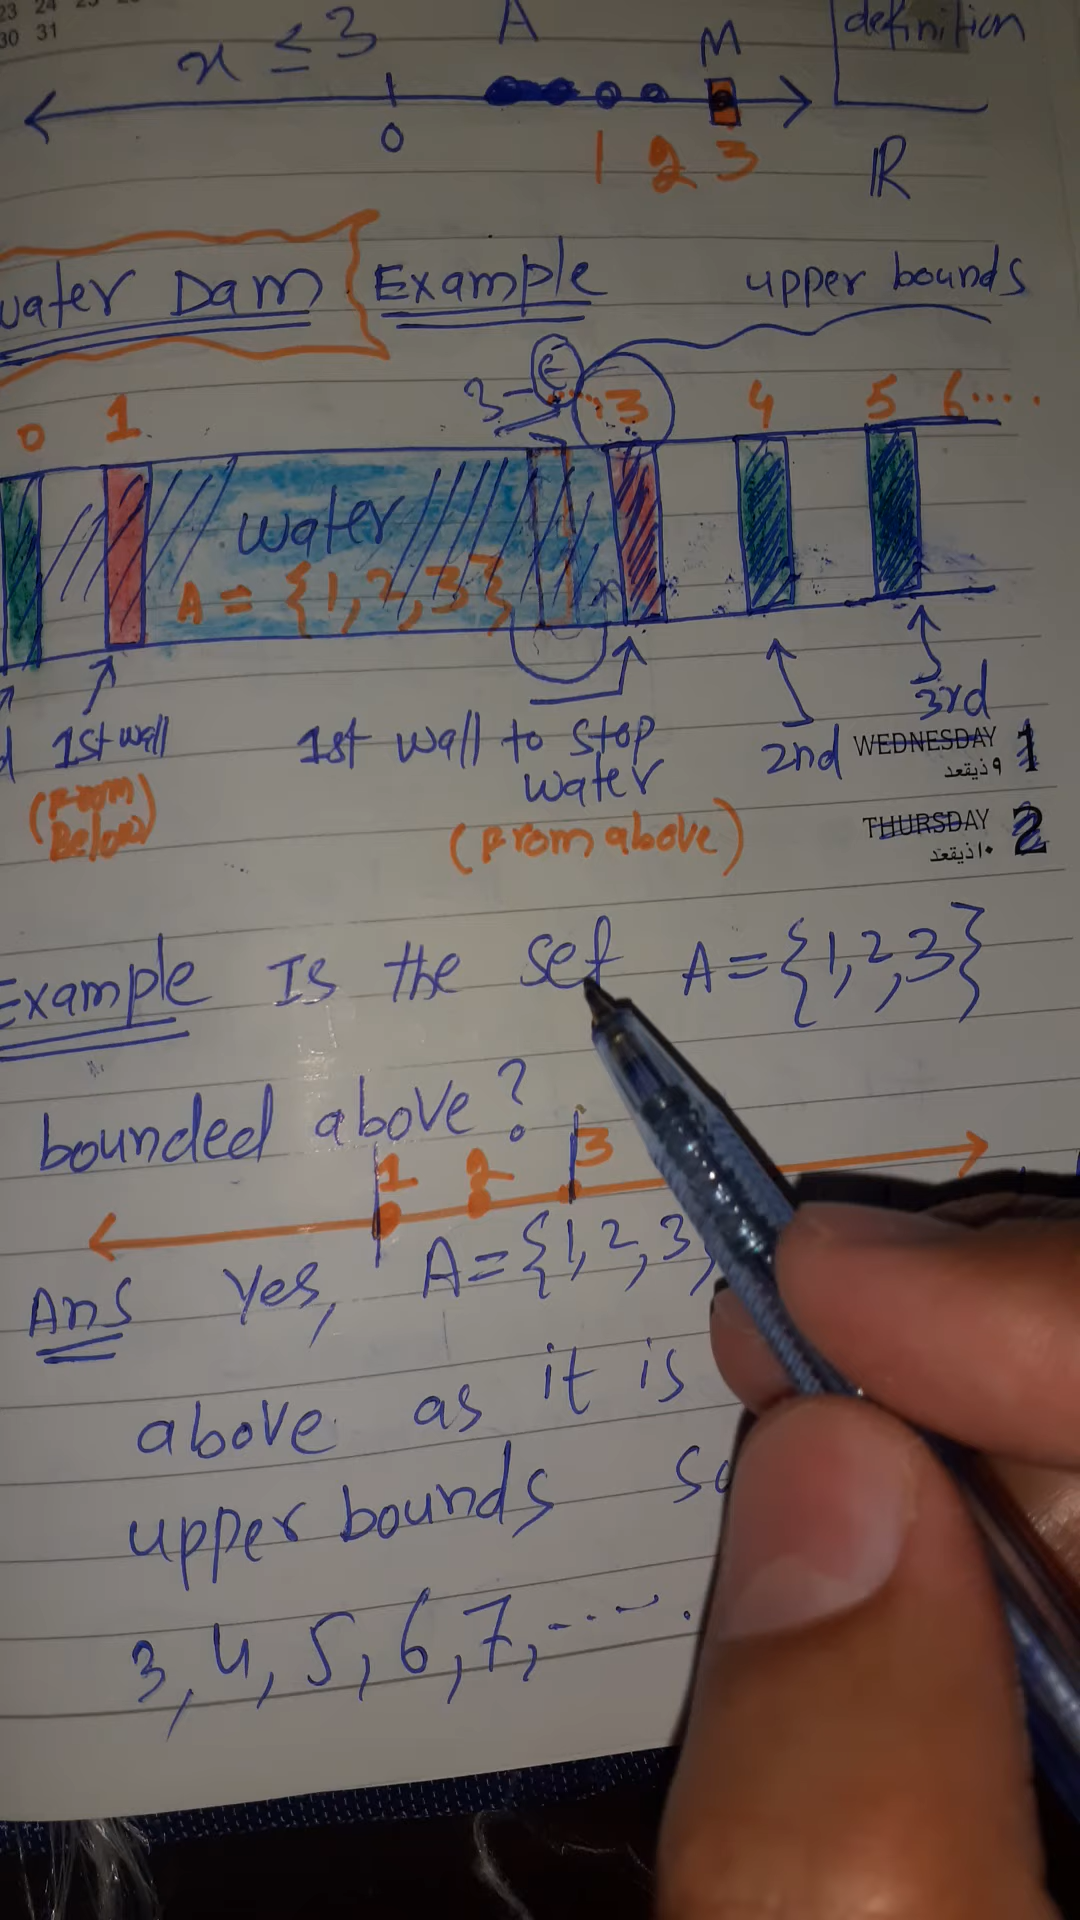 23 24
30 31
x ≤ 3
A
M
definition
0
1 2 3
ℝ
water Dam
Example
upper bounds
3-ε
0 1 3 4 5 6....
water
A = {1,2,3}
1st wall
(From Below)
1st wall to stop
water
(From above)
2nd
3rd
WEDNESDAY 1
٩ ذيقعد
THURSDAY 2
١٠ ذيقعد
Example Is the set A={1,2,3}
bounded above?
1 2 3
Ans Yes, A={1,2,3
above as it is
upper bounds
3,4,5,6,7,....